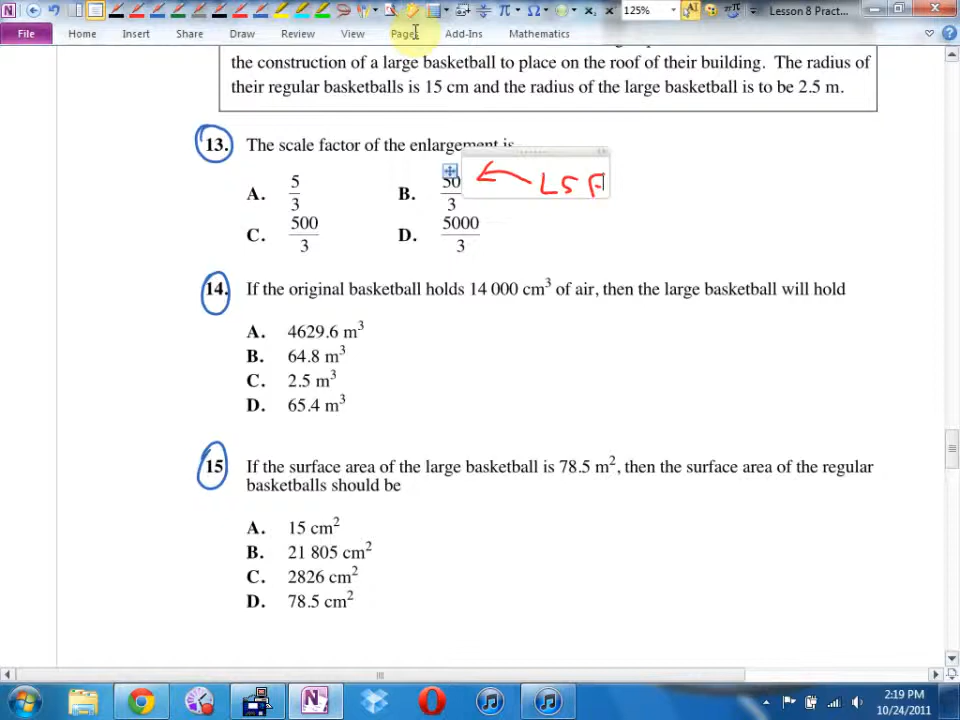 125%
Lesson 8 Pract...
File Home Insert Share Draw Review View Pages Add-Ins Mathematics
the construction of a large basketball to place on the roof of their building. The radius of
their regular basketballs is 15 cm and the radius of the large basketball is to be 2.5 m.
13. The scale factor of the enlargement is
A. 5/3 B. 50/3 ← LSF
C. 500/3 D. 5000/3
14. If the original basketball holds 14 000 cm³ of air, then the large basketball will hold
A. 4629.6 m³
B. 64.8 m³
C. 2.5 m³
D. 65.4 m³
15 If the surface area of the large basketball is 78.5 m², then the surface area of the regular
basketballs should be
A. 15 cm²
B. 21 805 cm²
C. 2826 cm²
D. 78.5 cm²
2:19 PM
10/24/2011